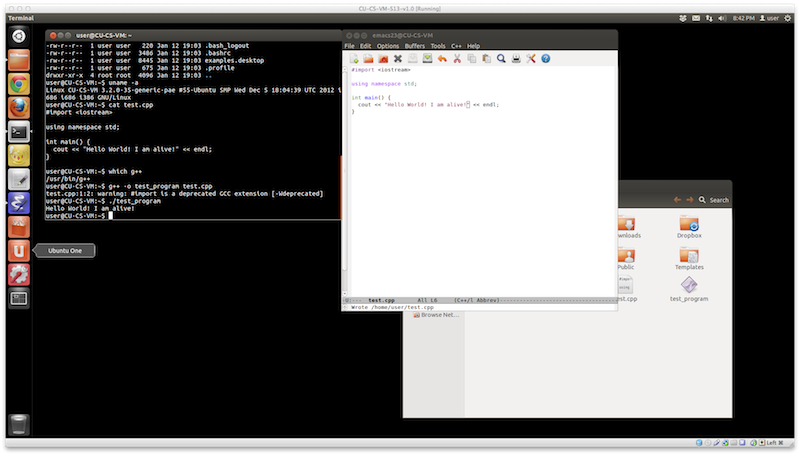 CU-CS-VM-S13-v1.0 [Running]
Terminal
8:42 PM
user
user@CU-CS-VM: ~
-rw-r--r-- 1 user user 220 Jan 12 19:03 .bash_logout
-rw-r--r-- 1 user user 3486 Jan 12 19:03 .bashrc
-rw-r--r-- 1 user user 8445 Jan 12 19:03 examples.desktop
-rw-r--r-- 1 user user 675 Jan 12 19:03 .profile
drwxr-xr-x 4 root root 4096 Jan 12 19:03 ..
user@CU-CS-VM:~$ uname -a
Linux CU-CS-VM 3.2.0-35-generic-pae #55-Ubuntu SMP Wed Dec 5 18:04:39 UTC 2012 i
686 i686 i386 GNU/Linux
user@CU-CS-VM:~$ cat test.cpp
#import <iostream>
using namespace std;
int main() {
cout << "Hello World! I am alive!" << endl;
}
user@CU-CS-VM:~$ which g++
/usr/bin/g++
user@CU-CS-VM:~$ g++ -o test_program test.cpp
test.cpp:1:2: warning: #import is a deprecated GCC extension [-Wdeprecated]
user@CU-CS-VM:~$ ./test_program
Hello World! I am alive!
user@CU-CS-VM:~$
Ubuntu One
emacs23@CU-CS-VM
File Edit Options Buffers Tools C++ Help
#import <iostream>
using namespace std;
int main() {
cout << "Hello World! I am alive!" << endl;
}
test.cpp All L6 (C++/l Abbrev)
Wrote /home/user/test.cpp
Search
Dropbox
Public
Templates
test_program
Browse Net...
Left ⌘